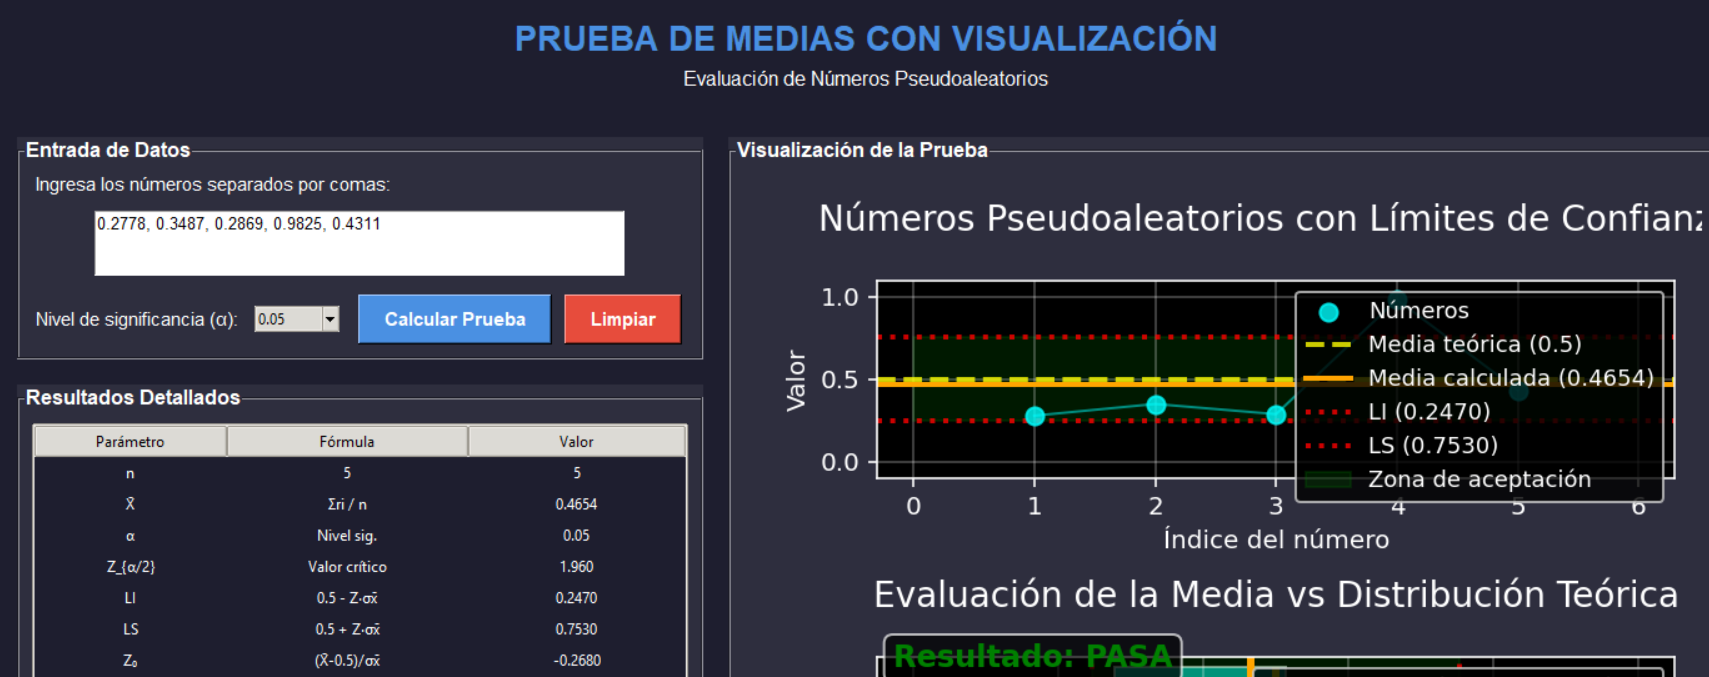 PRUEBA DE MEDIAS CON VISUALIZACIÓN
Evaluación de Números Pseudoaleatorios
Entrada de Datos
Ingresa los números separados por comas:
0.2778, 0.3487, 0.2869, 0.9825, 0.4311
Nivel de significancia (α): 0.05 Calcular Prueba Limpiar
Resultados Detallados
Parámetro Fórmula Valor
n 5 5
X̄ Σri / n 0.4654
α Nivel sig. 0.05
Z_{α/2} Valor crítico 1.960
LI 0.5 - Z·σx̄ 0.2470
LS 0.5 + Z·σx̄ 0.7530
Z₀ (X̄-0.5)/σx̄ -0.2680
Visualización de la Prueba
Números Pseudoaleatorios con Límites de Confian
1.0
0.5
0.0
Valor
Números
Media teórica (0.5)
Media calculada (0.4654)
LI (0.2470)
LS (0.7530)
Zona de aceptación
0 1 2 3 4 5 6
Índice del número
Evaluación de la Media vs Distribución Teórica
Resultado: PASA